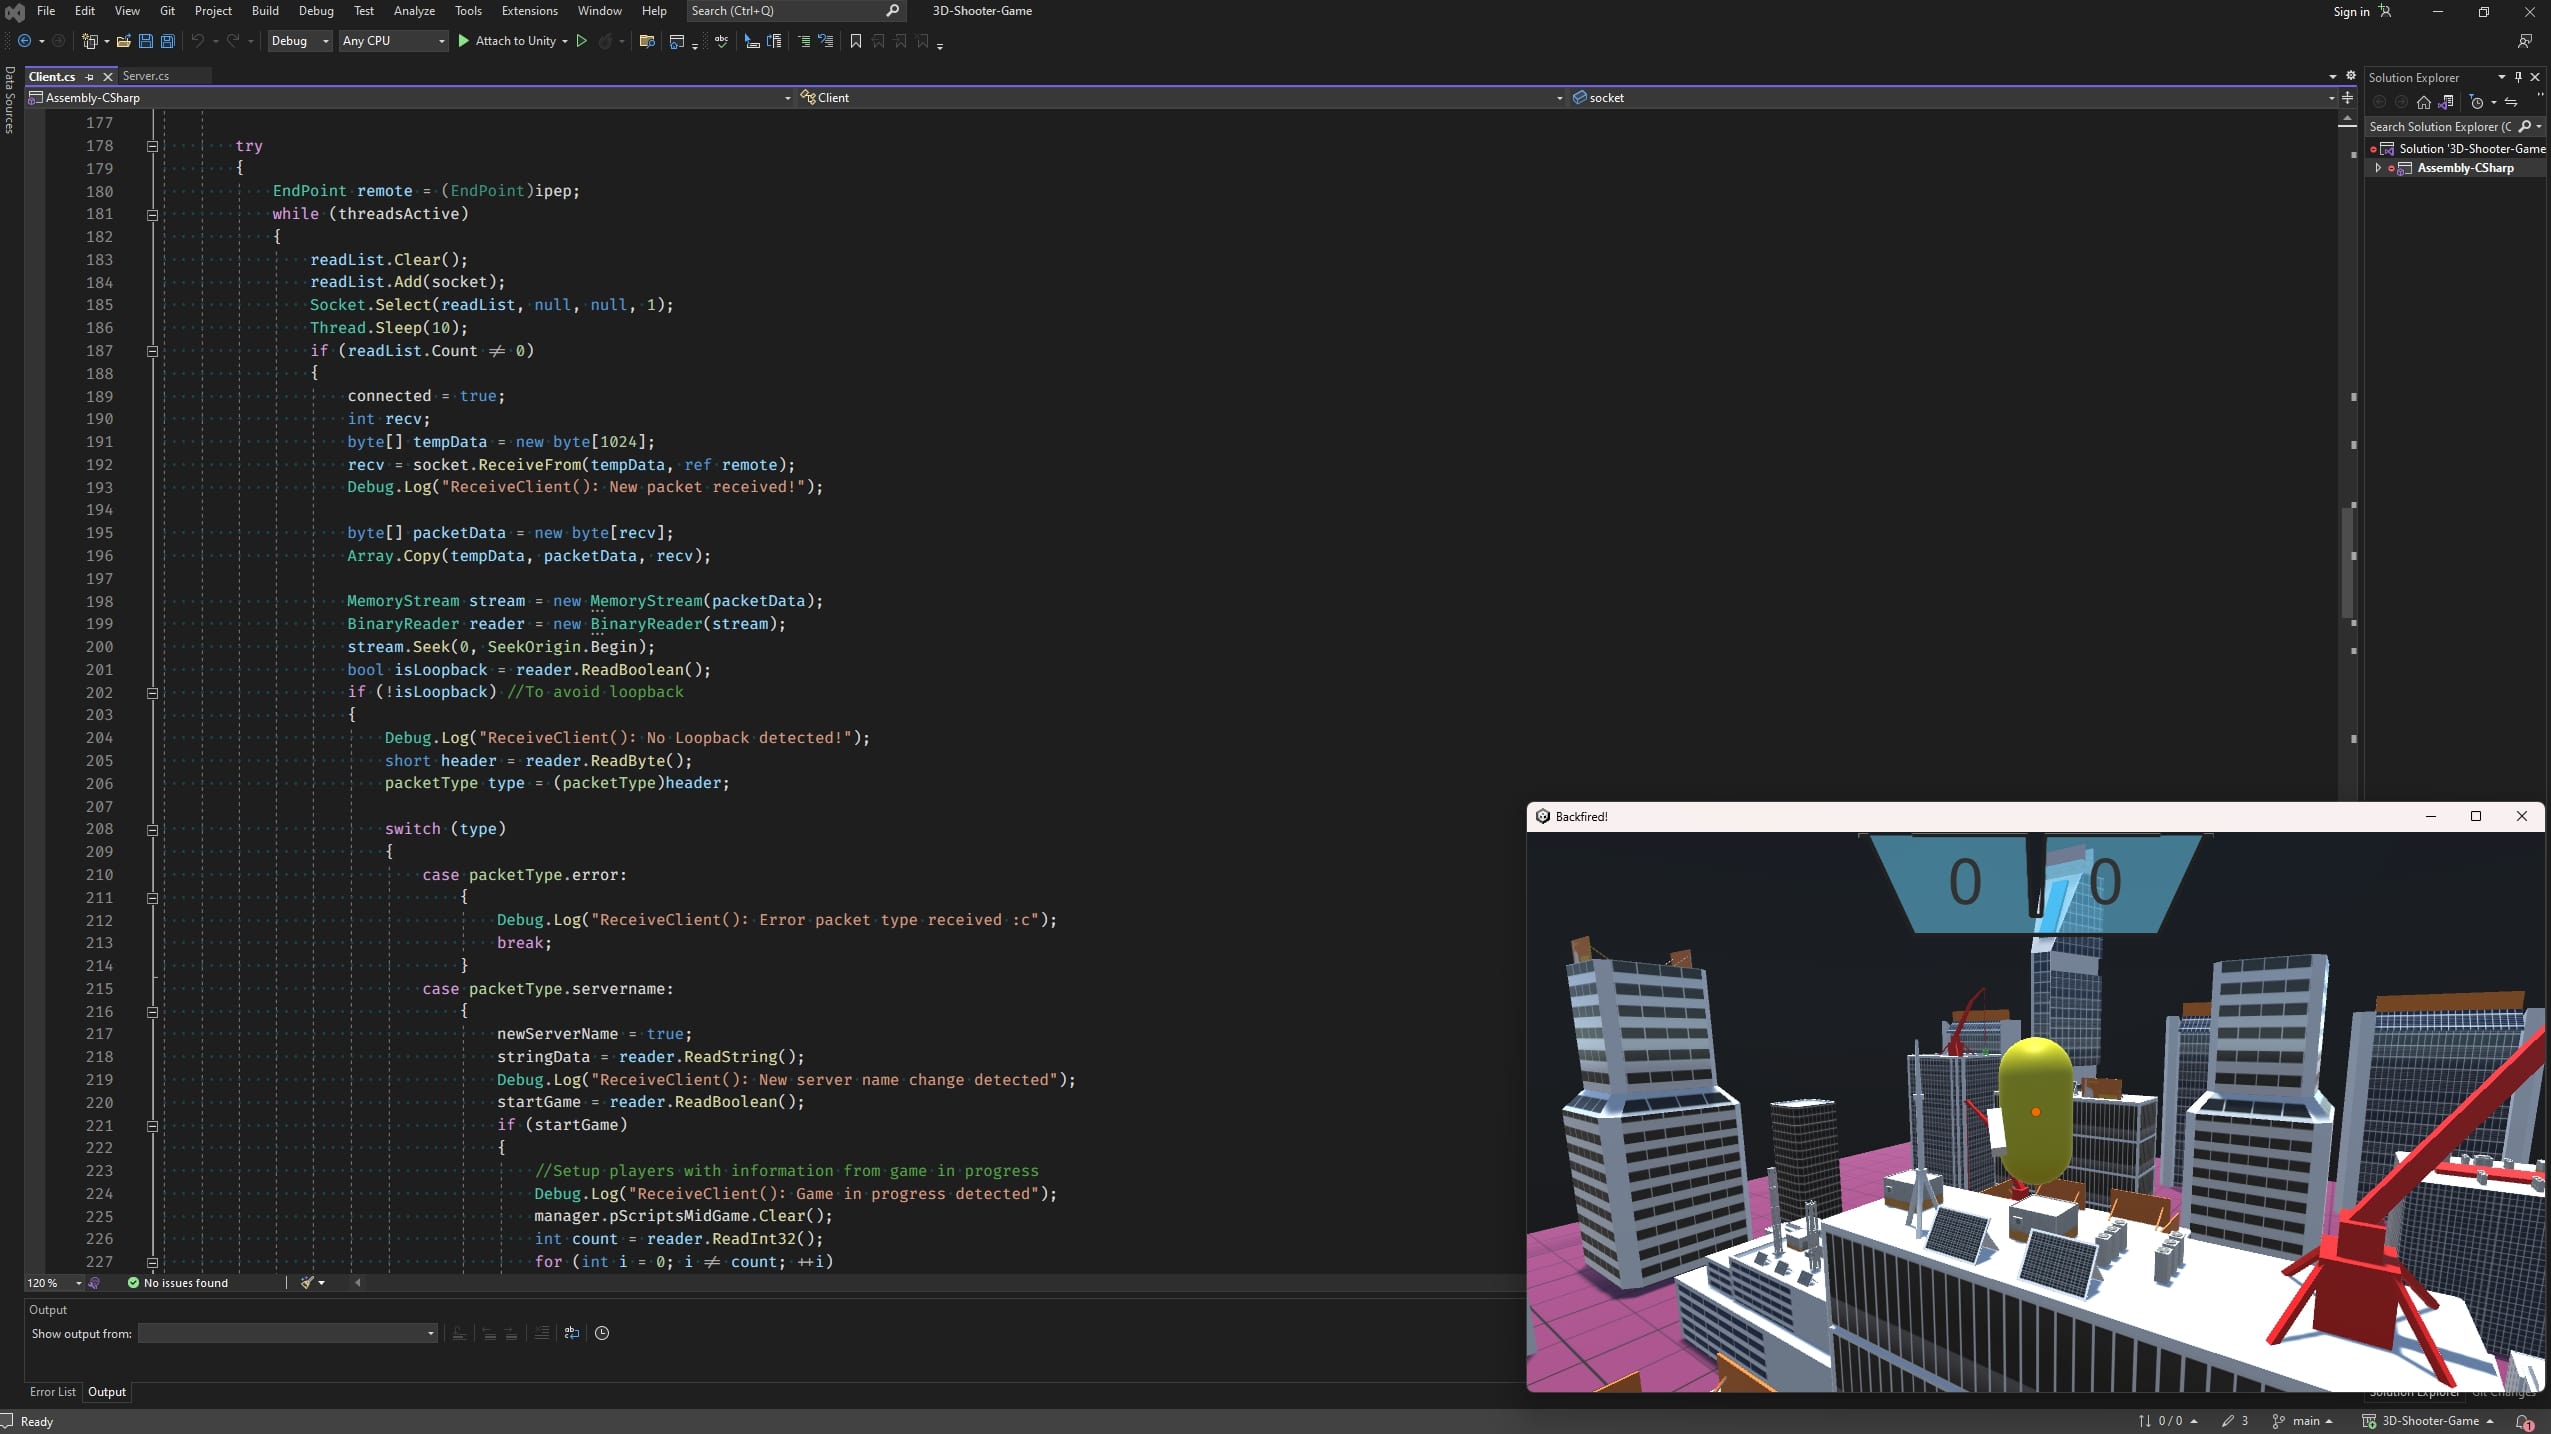 File Edit View Git Project Build Debug Test Analyze Tools Extensions Window Help Search (Ctrl+Q) 3D-Shooter-Game Sign in
Debug Any CPU Attach to Unity
Data Sources
Client.cs Server.cs
Assembly-CSharp Client socket
177
178 try
179 {
180 EndPoint remote = (EndPoint)ipep;
181 while (threadsActive)
182 {
183 readList.Clear();
184 readList.Add(socket);
185 Socket.Select(readList, null, null, 1);
186 Thread.Sleep(10);
187 if (readList.Count ≠ 0)
188 {
189 connected = true;
190 int recv;
191 byte[] tempData = new byte[1024];
192 recv = socket.ReceiveFrom(tempData, ref remote);
193 Debug.Log("ReceiveClient(): New packet received!");
194
195 byte[] packetData = new byte[recv];
196 Array.Copy(tempData, packetData, recv);
197
198 MemoryStream stream = new MemoryStream(packetData);
199 BinaryReader reader = new BinaryReader(stream);
200 stream.Seek(0, SeekOrigin.Begin);
201 bool isLoopback = reader.ReadBoolean();
202 if (!isLoopback) //To avoid loopback
203 {
204 Debug.Log("ReceiveClient(): No Loopback detected!");
205 short header = reader.ReadByte();
206 packetType type = (packetType)header;
207
208 switch (type)
209 {
210 case packetType.error:
211 {
212 Debug.Log("ReceiveClient(): Error packet type received :c");
213 break;
214 }
215 case packetType.servername:
216 {
217 newServerName = true;
218 stringData = reader.ReadString();
219 Debug.Log("ReceiveClient(): New server name change detected");
220 startGame = reader.ReadBoolean();
221 if (startGame)
222 {
223 //Setup players with information from game in progress
224 Debug.Log("ReceiveClient(): Game in progress detected");
225 manager.pScriptsMidGame.Clear();
226 int count = reader.ReadInt32();
227 for (int i = 0; i ≠ count; ++i)
120 % No issues found
Output
Show output from:
Error List Output
Ready
Solution Explorer
Search Solution Explorer (C
Solution '3D-Shooter-Game
Assembly-CSharp
Backfired!
0 0
Solution Explorer Git Changes
0 / 0 3 main 3D-Shooter-Game 1